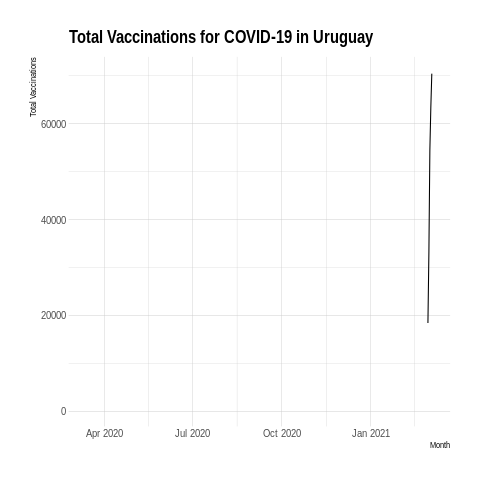 Total Vaccinations for COVID-19 in Uruguay
Total Vaccinations
60000
40000
20000
0
Apr 2020 Jul 2020 Oct 2020 Jan 2021
Month